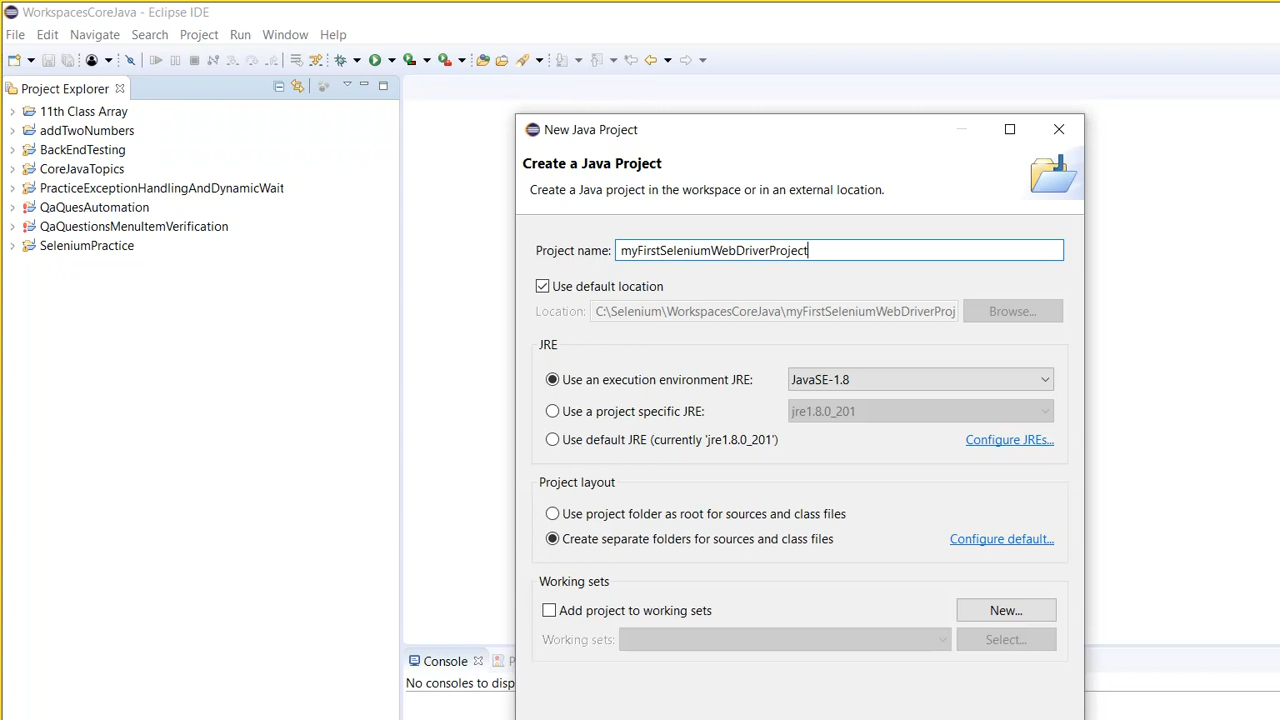 WorkspacesCoreJava - Eclipse IDE
File Edit Navigate Search Project Run Window Help
Project Explorer
11th Class Array
addTwoNumbers
BackEndTesting
CoreJavaTopics
PracticeExceptionHandlingAndDynamicWait
QaQuesAutomation
QaQuestionsMenuItemVerification
SeleniumPractice
New Java Project
Create a Java Project
Create a Java project in the workspace or in an external location.
Project name: myFirstSeleniumWebDriverProject
Use default location
Location: C:\Selenium\WorkspacesCoreJava\myFirstSeleniumWebDriverProj Browse...
JRE
Use an execution environment JRE: JavaSE-1.8
Use a project specific JRE: jre1.8.0_201
Use default JRE (currently 'jre1.8.0_201') Configure JREs...
Project layout
Use project folder as root for sources and class files
Create separate folders for sources and class files Configure default...
Working sets
Add project to working sets New...
Working sets: Select...
Console P
No consoles to disp